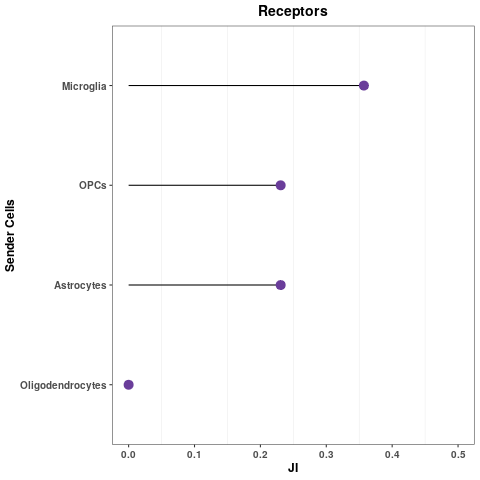 Receptors
Sender Cells
Microglia
OPCs
Astrocytes
Oligodendrocytes
0.0 0.1 0.2 0.3 0.4 0.5
JI